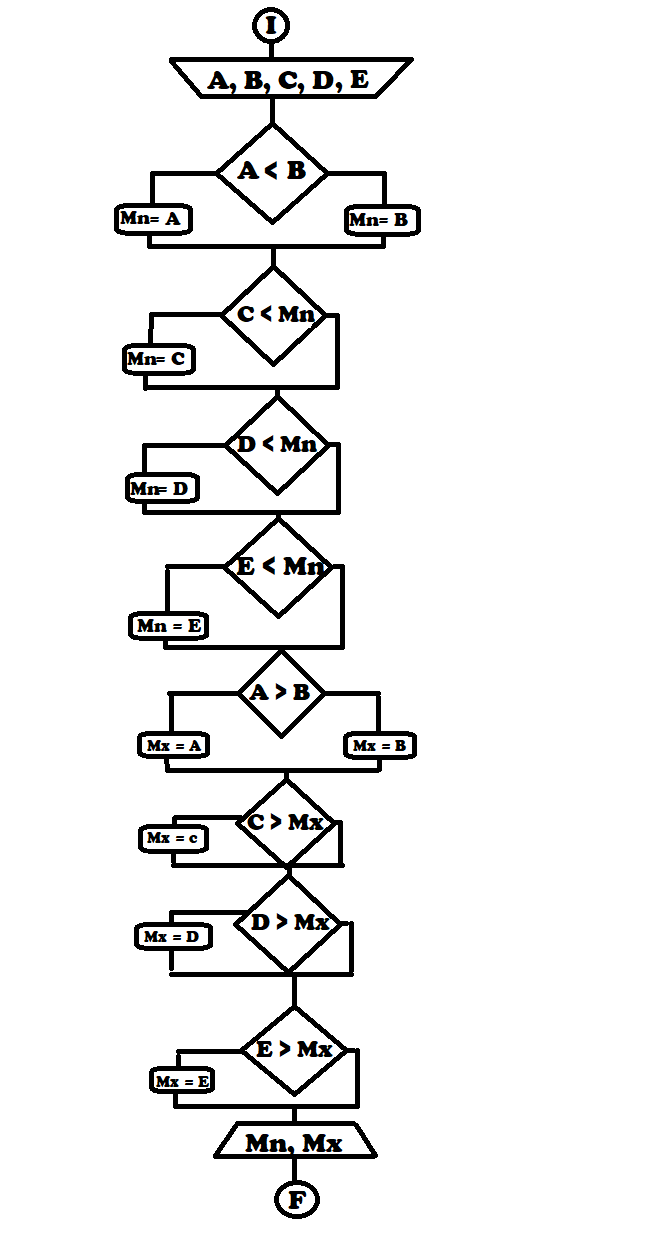 I
A, B, C, D, E
A < B
Mn= A
Mn= B
C < Mn
Mn= C
D < Mn
Mn= D
E < Mn
Mn = E
A > B
Mx = A
Mx = B
C > Mx
Mx = c
D > Mx
Mx = D
E > Mx
Mx = E
Mn, Mx
F